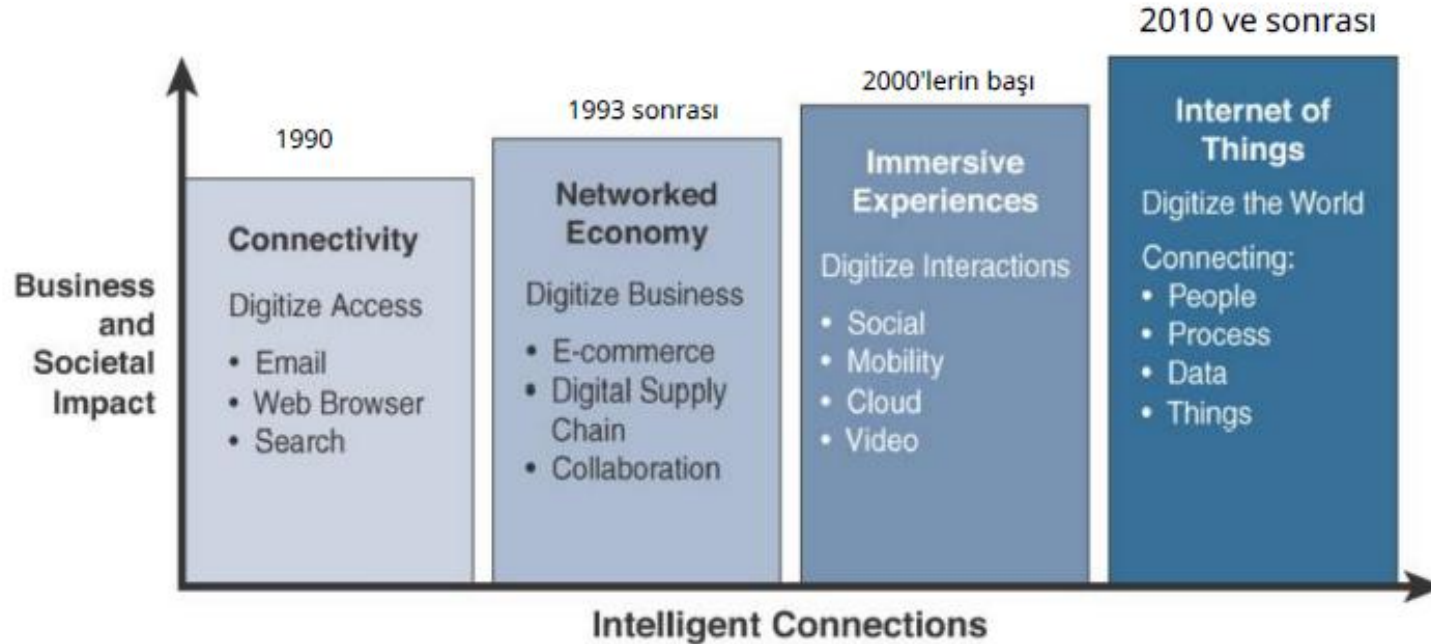 Business
and
Societal
Impact
1990
Connectivity
Digitize Access
• Email
• Web Browser
• Search
1993 sonrası
Networked
Economy
Digitize Business
• E-commerce
• Digital Supply
Chain
• Collaboration
2000'lerin başı
Immersive
Experiences
Digitize Interactions
• Social
• Mobility
• Cloud
• Video
2010 ve sonrası
Internet of
Things
Digitize the World
Connecting:
• People
• Process
• Data
• Things
Intelligent Connections